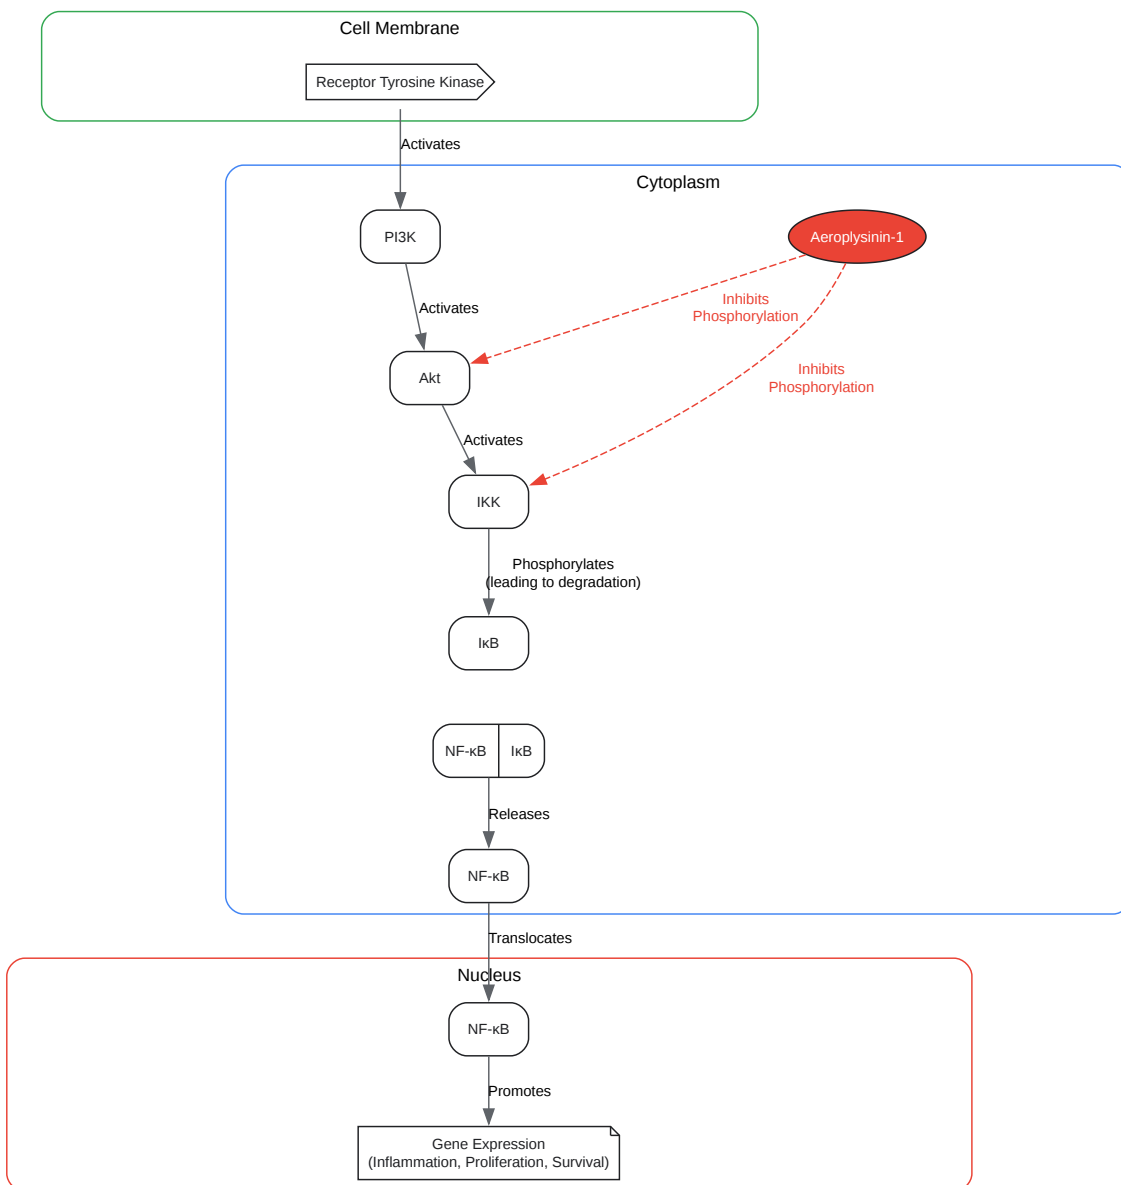 Cell Membrane
Receptor Tyrosine Kinase
Activates
Cytoplasm
PI3K
Aeroplysinin-1
Activates
Inhibits
Phosphorylation
Inhibits
Phosphorylation
Akt
Activates
IKK
Phosphorylates
(leading to degradation)
IκB
NF-κB
IκB
Releases
NF-κB
Translocates
Nucleus
NF-κB
Promotes
Gene Expression
(Inflammation, Proliferation, Survival)